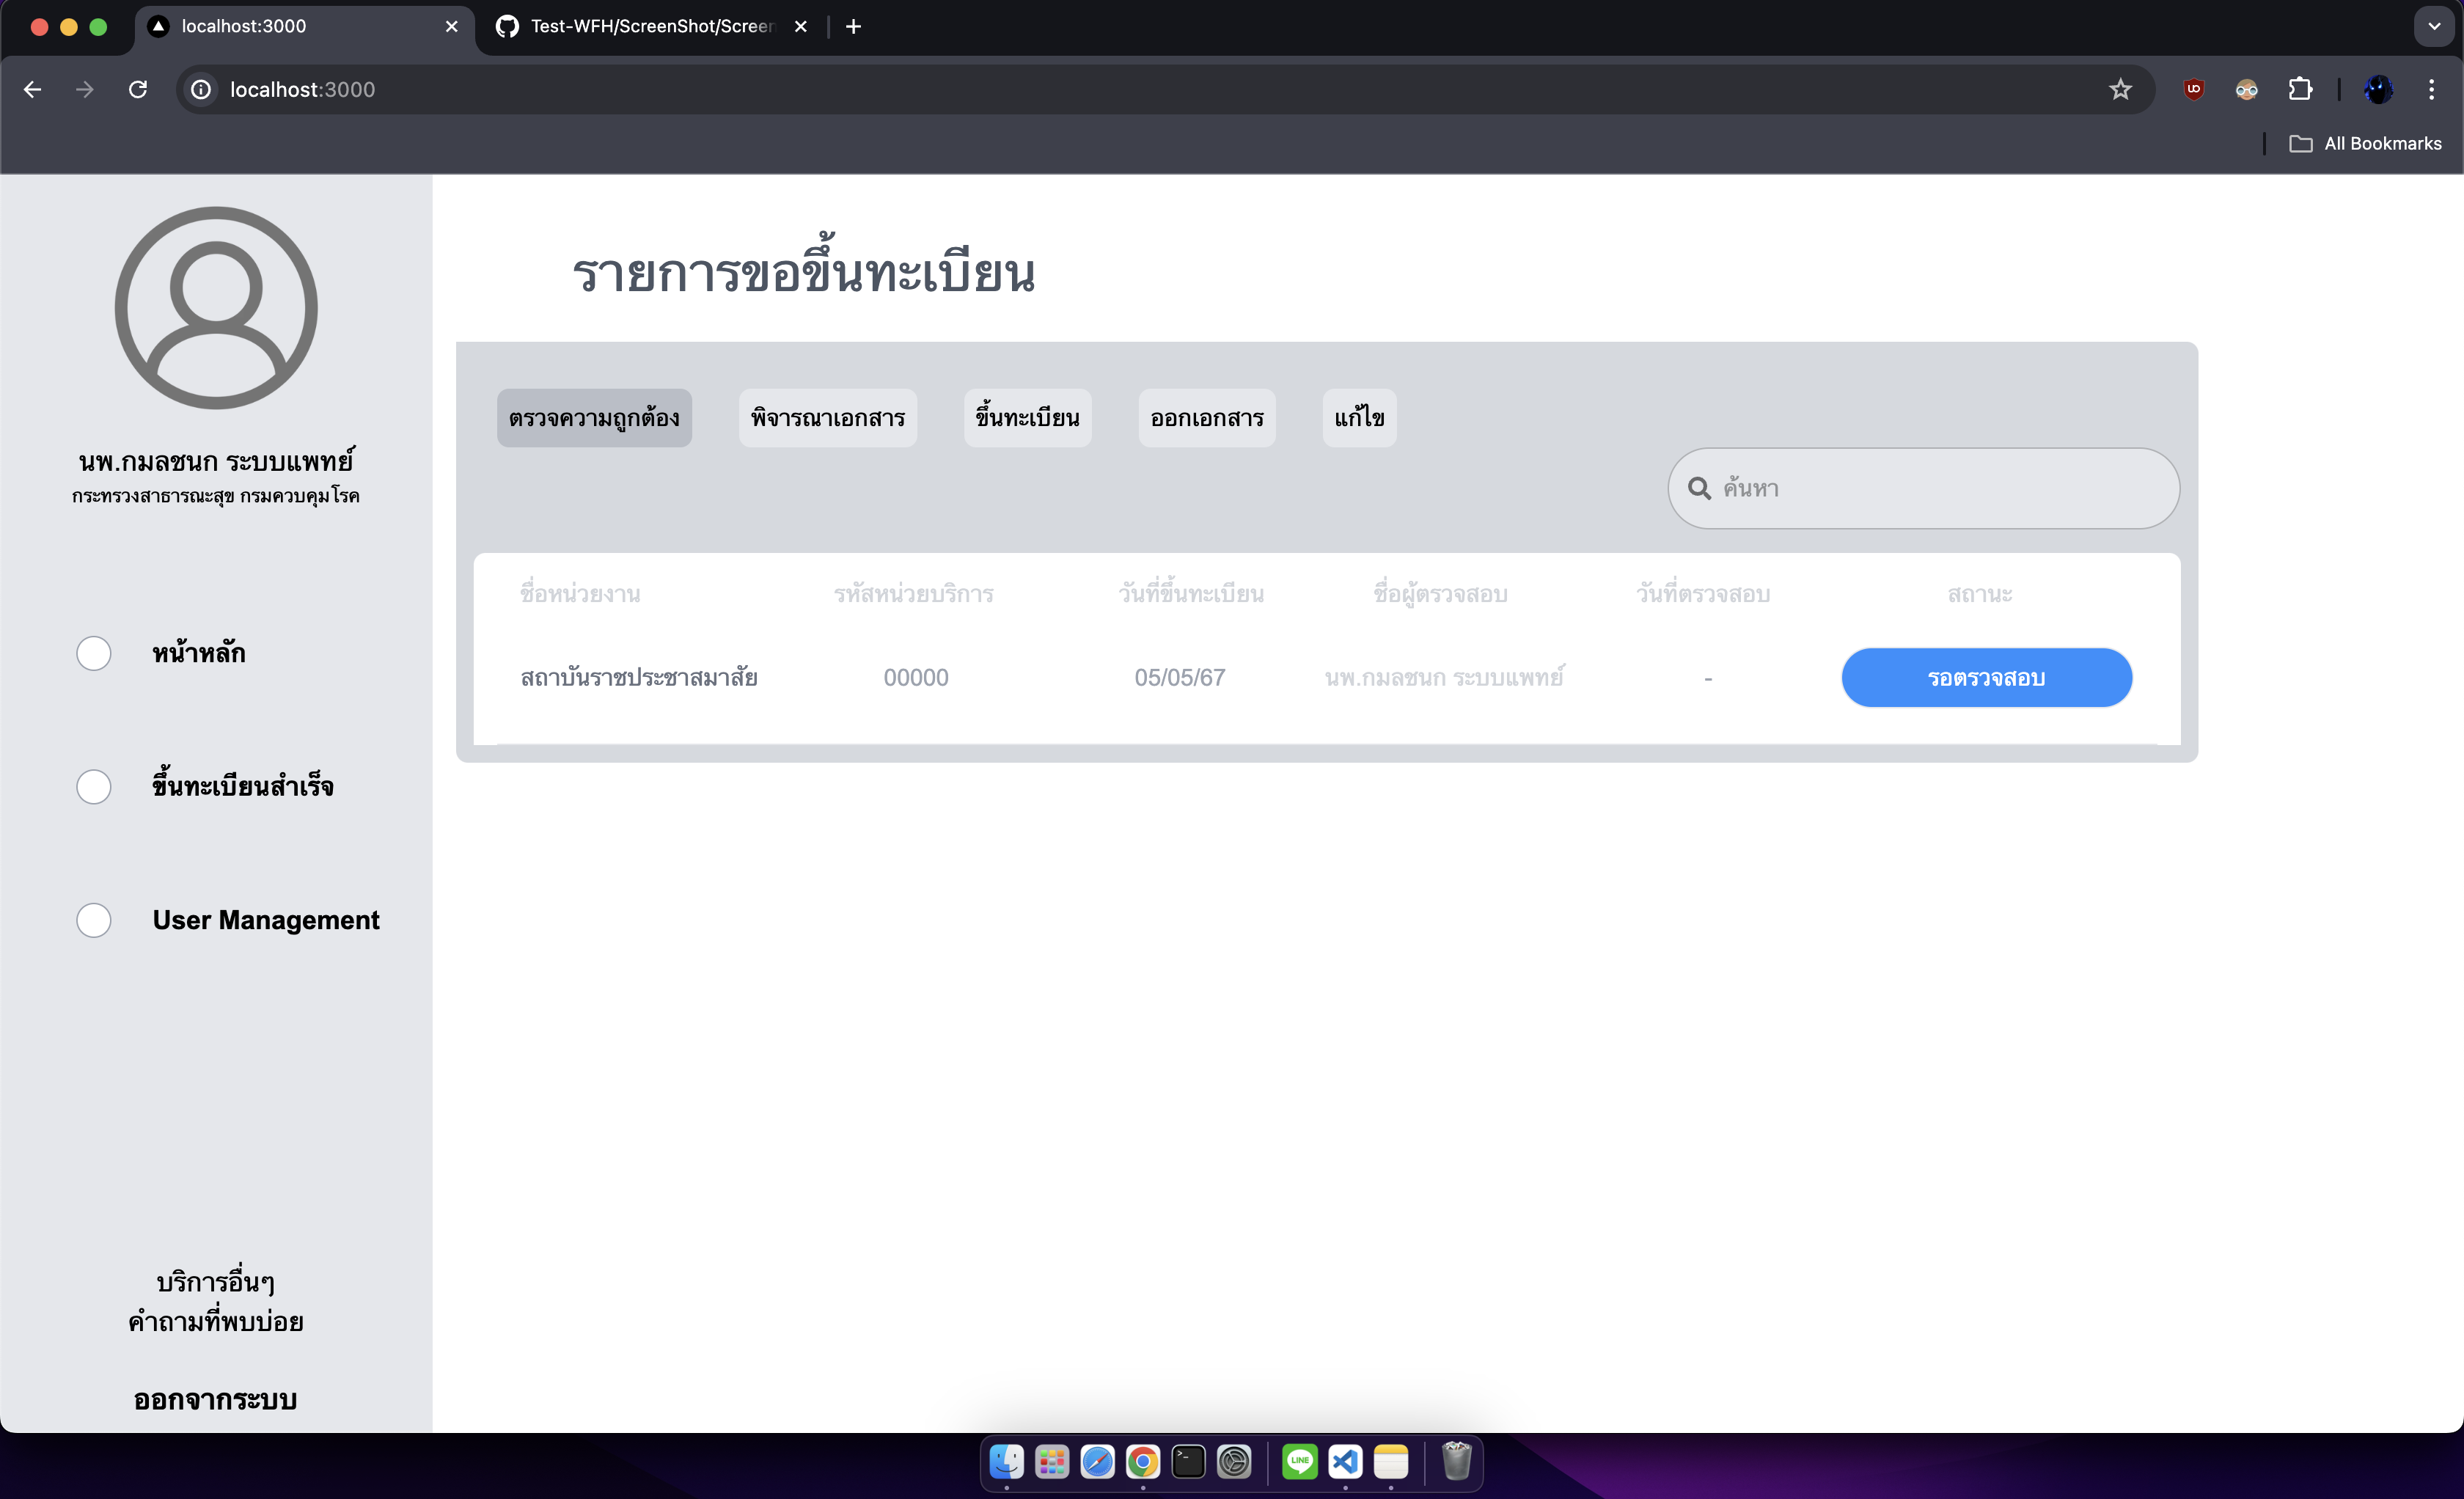 localhost:3000
Test-WFH/ScreenShot/Screen
localhost:3000
All Bookmarks
นพ.กมลชนก ระบบแพทย์
กระทรวงสาธารณะสุข กรมควบคุมโรค
หน้าหลัก
ขึ้นทะเบียนสำเร็จ
User Management
บริการอื่นๆ
คำถามที่พบบ่อย
ออกจากระบบ
รายการขอขึ้นทะเบียน
ตรวจความถูกต้อง พิจารณาเอกสาร ขึ้นทะเบียน ออกเอกสาร แก้ไข
ค้นหา
ชื่อหน่วยงาน รหัสหน่วยบริการ วันที่ขึ้นทะเบียน ชื่อผู้ตรวจสอบ วันที่ตรวจสอบ สถานะ
สถาบันราชประชาสมาสัย 00000 05/05/67 นพ.กมลชนก ระบบแพทย์ - รอตรวจสอบ
LINE